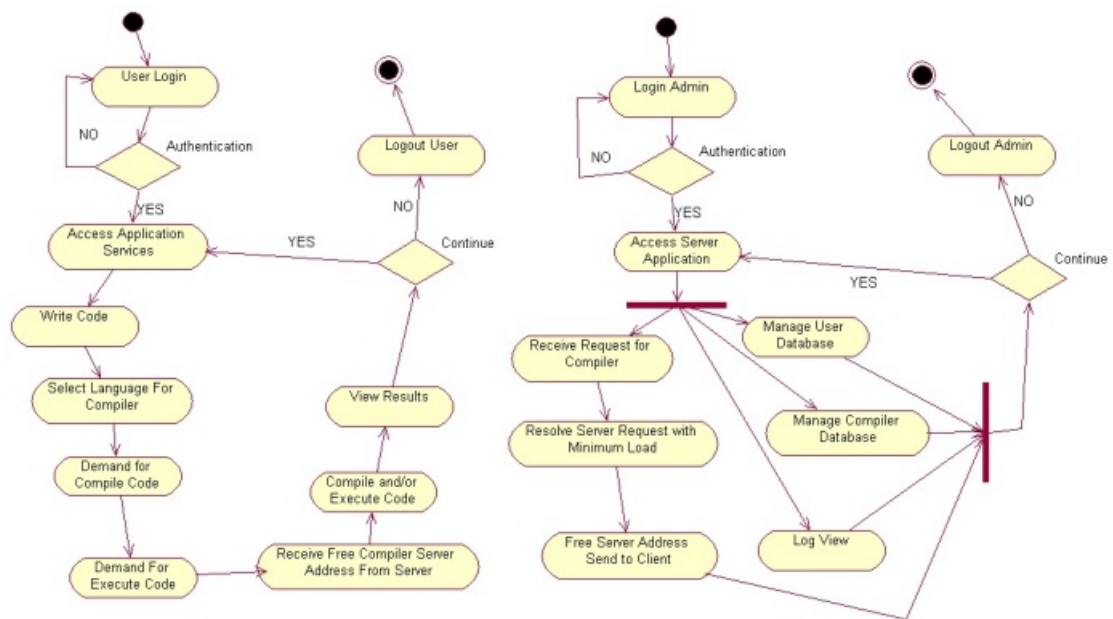 User Login
NO
Authentication
YES
Access Application
Services
Write Code
Select Language For
Compiler
Demand for
Compile Code
Demand For
Execute Code
Receive Free Compiler Server
Address From Server
Compile and/or
Execute Code
View Results
Continue
YES
NO
Logout User
Login Admin
NO
Authentication
YES
Access Server
Application
Receive Request for
Compiler
Resolve Server Request with
Minimum Load
Free Server Address
Send to Client
Manage User
Database
Manage Compiler
Database
Log View
Continue
YES
NO
Logout Admin